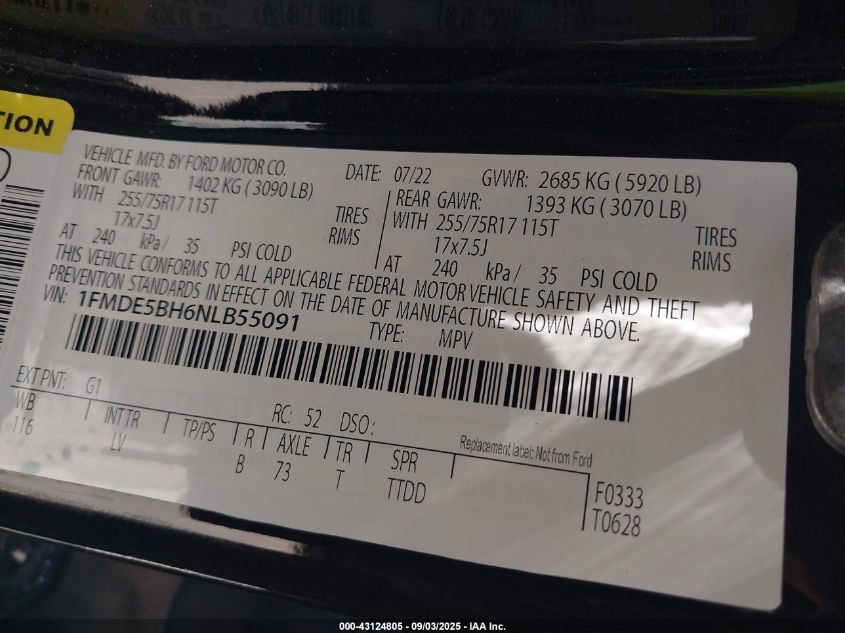 TION
VEHICLE MFD. BY FORD MOTOR CO.
DATE: 07/22 GVWR: 2685 KG ( 5920 LB)
FRONT GAWR: 1402 KG ( 3090 LB)
WITH 255/75R17 115T TIRES
17x7.5J RIMS
AT 240 kPa/ 35 PSI COLD
REAR GAWR: 1393 KG ( 3070 LB)
WITH 255/75R17 115T TIRES
17x7.5J RIMS
AT 240 kPa/ 35 PSI COLD
THIS VEHICLE CONFORMS TO ALL APPLICABLE FEDERAL MOTOR VEHICLE SAFETY AND THEFT
PREVENTION STANDARDS IN EFFECT ON THE DATE OF MANUFACTURE SHOWN ABOVE.
VIN: 1FMDE5BH6NLB55091
TYPE: MPV
EXT PNT: G1
RC: 52 DSO:
WB INT TR TP/PS R AXLE TR SPR
116 LV B 73 T TTDD
Replacement label: Not from Ford
F0333
T0628
000-43124805 - 09/03/2025 - IAA Inc.